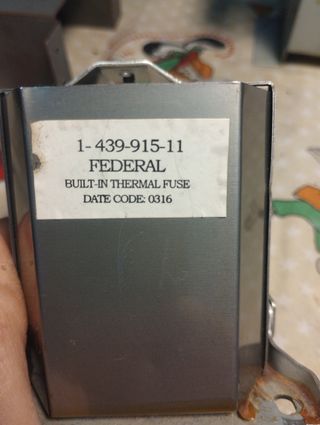 1- 439-915-11
FEDERAL
BUILT-IN THERMAL FUSE
DATE CODE: 0316